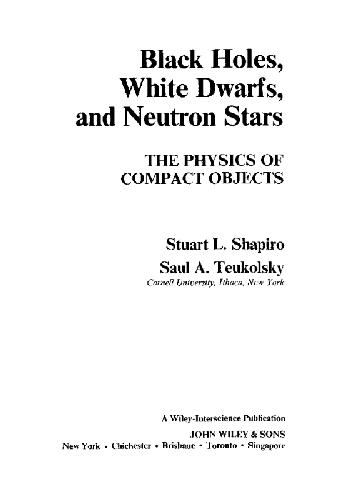 Black Holes,
White Dwarfs,
and Neutron Stars
THE PHYSICS OF
COMPACT OBJECTS
Stuart L. Shapiro
Saul A. Teukolsky
Cornell University, Ithaca, New York
A Wiley-Interscience Publication
JOHN WILEY & SONS
New York • Chichester • Brisbane • Toronto • Singapore